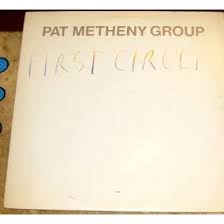 PAT METHENY GROUP
FIRST CIRCLE